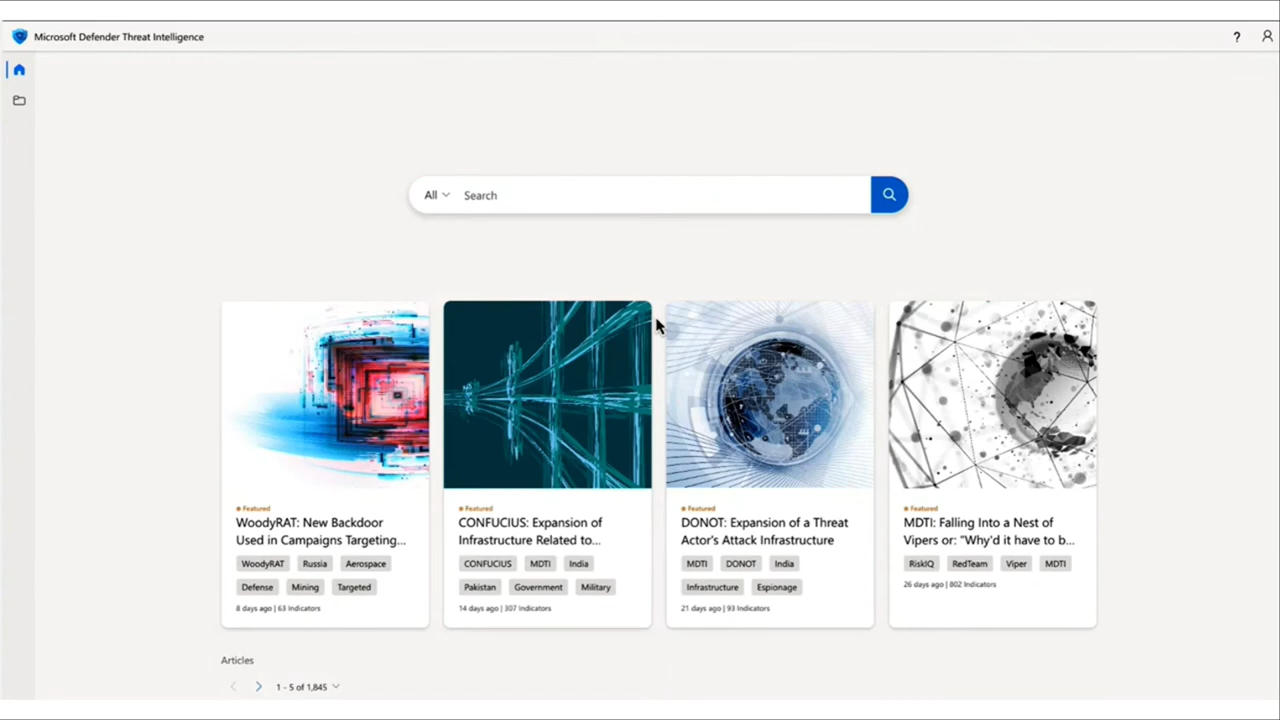 Microsoft Defender Threat Intelligence
?
All
Search
Featured
WoodyRAT: New Backdoor
Used in Campaigns Targeting...
WoodyRAT Russia Aerospace
Defense Mining Targeted
8 days ago | 63 Indicators
Featured
CONFUCIUS: Expansion of
Infrastructure Related to...
CONFUCIUS MDTI India
Pakistan Government Military
14 days ago | 307 Indicators
Featured
DONOT: Expansion of a Threat
Actor's Attack Infrastructure
MDTI DONOT India
Infrastructure Espionage
21 days ago | 93 Indicators
Featured
MDTI: Falling Into a Nest of
Vipers or: "Why'd it have to b...
RiskIQ RedTeam Viper MDTI
26 days ago | 802 Indicators
Articles
1 - 5 of 1,845